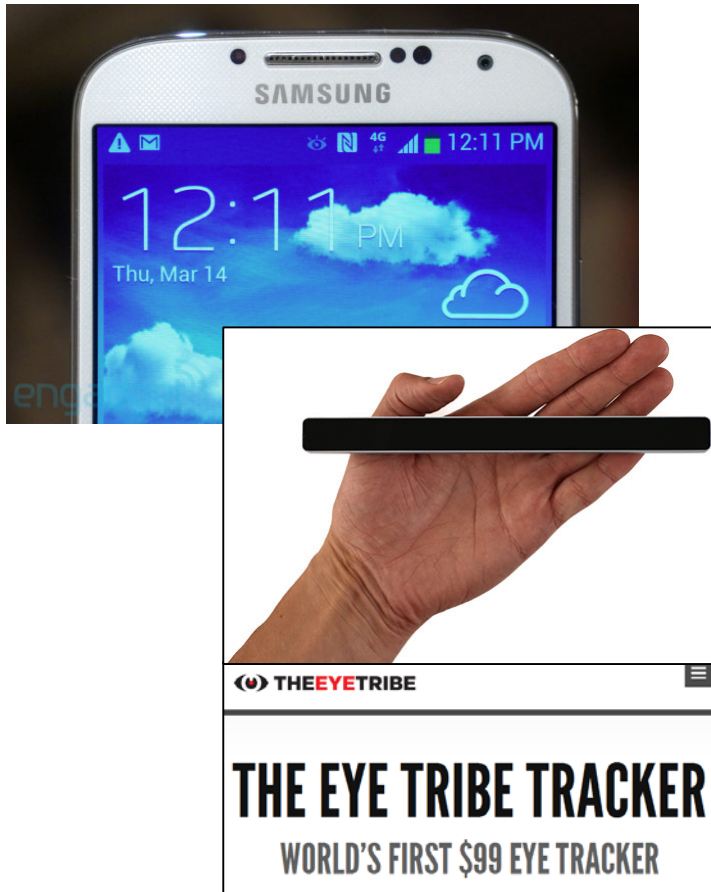 SAMSUNG
4G 12:11 PM
12:11 PM
Thu, Mar 14
THEEYETRIBE
THE EYE TRIBE TRACKER
WORLD'S FIRST $99 EYE TRACKER